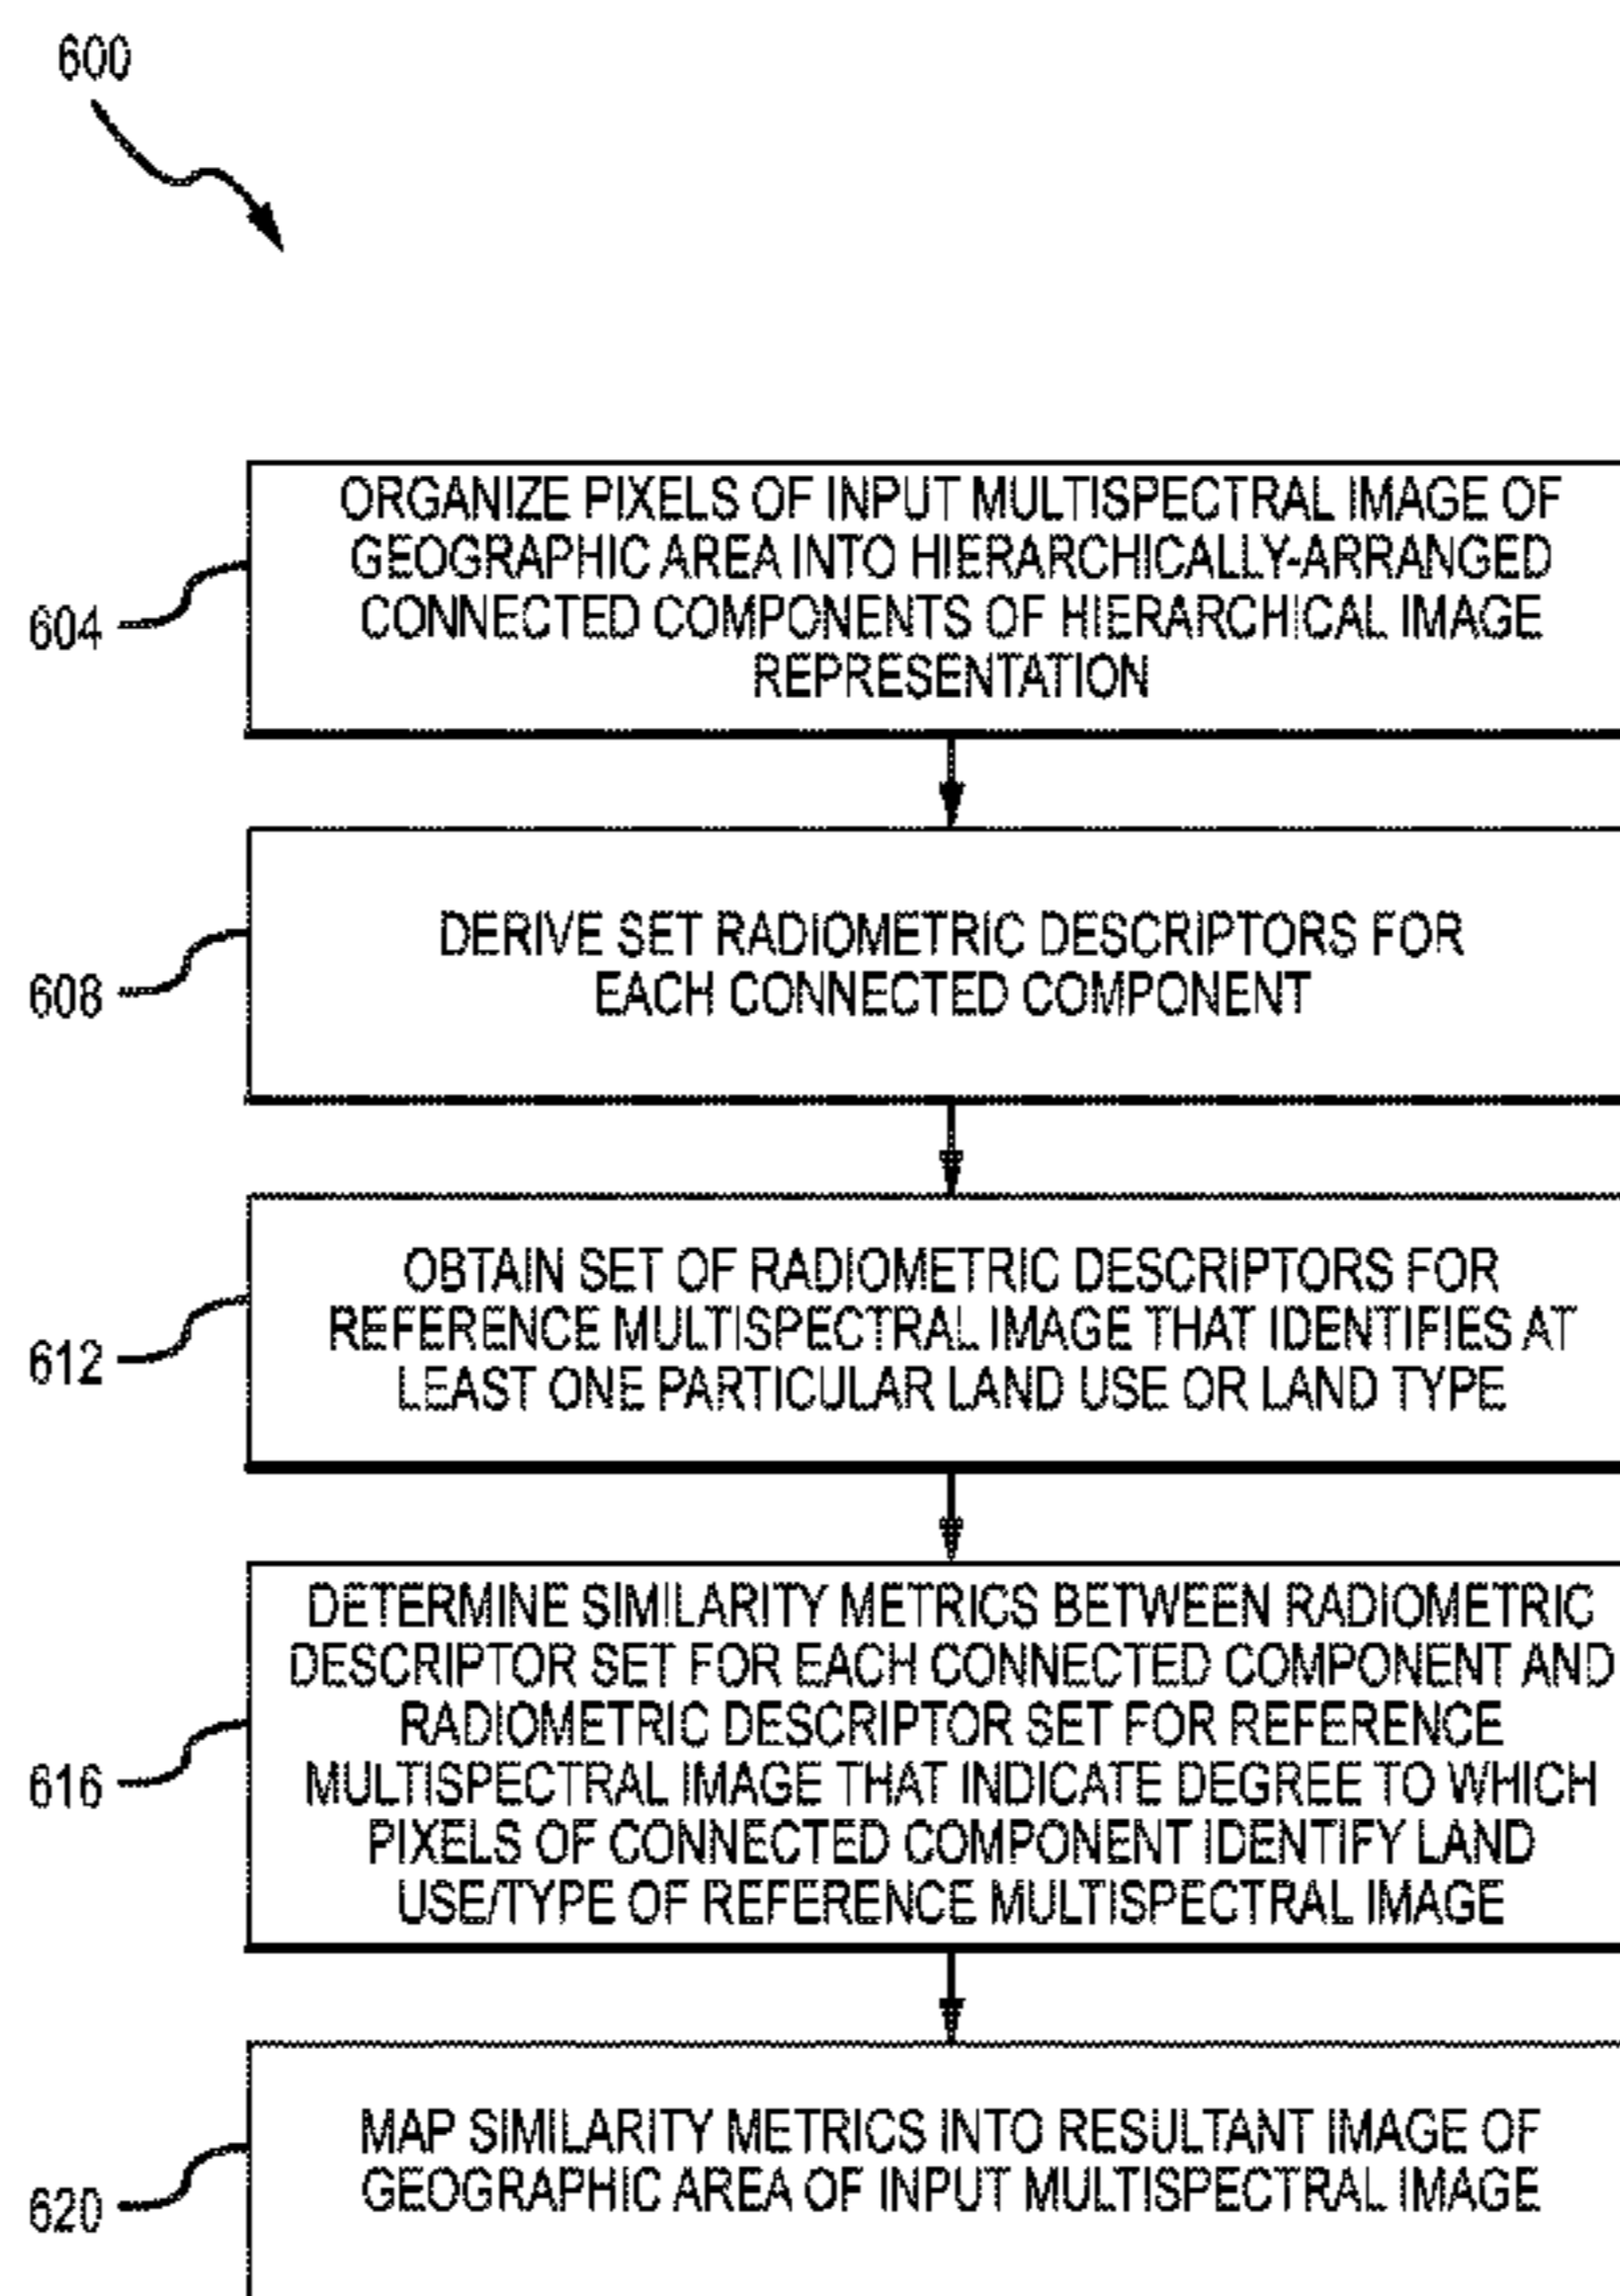 600
ORGANIZE PIXELS OF INPUT MULTISPECTRAL IMAGE OF
GEOGRAPHIC AREA INTO HIERARCHICALLY-ARRANGED
CONNECTED COMPONENTS OF HIERARCHICAL IMAGE
REPRESENTATION
604
DERIVE SET RADIOMETRIC DESCRIPTORS FOR
EACH CONNECTED COMPONENT
608
OBTAIN SET OF RADIOMETRIC DESCRIPTORS FOR
REFERENCE MULTISPECTRAL IMAGE THAT IDENTIFIES AT
LEAST ONE PARTICULAR LAND USE OR LAND TYPE
612
DETERMINE SIMILARITY METRICS BETWEEN RADIOMETRIC
DESCRIPTOR SET FOR EACH CONNECTED COMPONENT AND
RADIOMETRIC DESCRIPTOR SET FOR REFERENCE
MULTISPECTRAL IMAGE THAT INDICATE DEGREE TO WHICH
PIXELS OF CONNECTED COMPONENT IDENTIFY LAND
USE/TYPE OF REFERENCE MULTISPECTRAL IMAGE
616
MAP SIMILARITY METRICS INTO RESULTANT IMAGE OF
GEOGRAPHIC AREA OF INPUT MULTISPECTRAL IMAGE
620